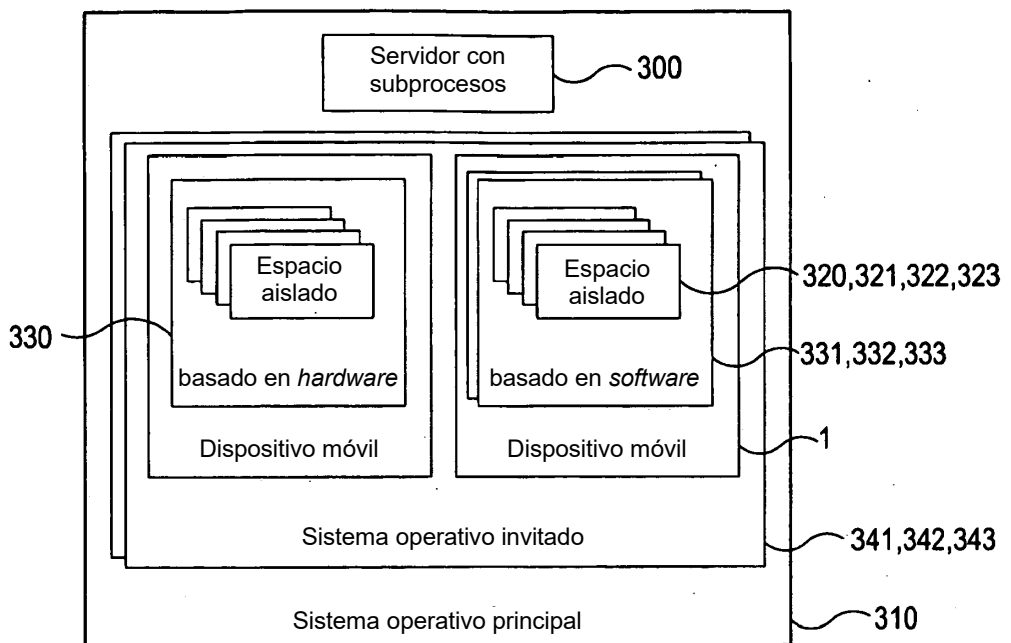 Servidor con
subprocesos
300
Espacio
aislado
Espacio
aislado
320,321,322,323
330
331,332,333
basado en hardware
basado en software
Dispositivo móvil
Dispositivo móvil
1
Sistema operativo invitado
341,342,343
Sistema operativo principal
310